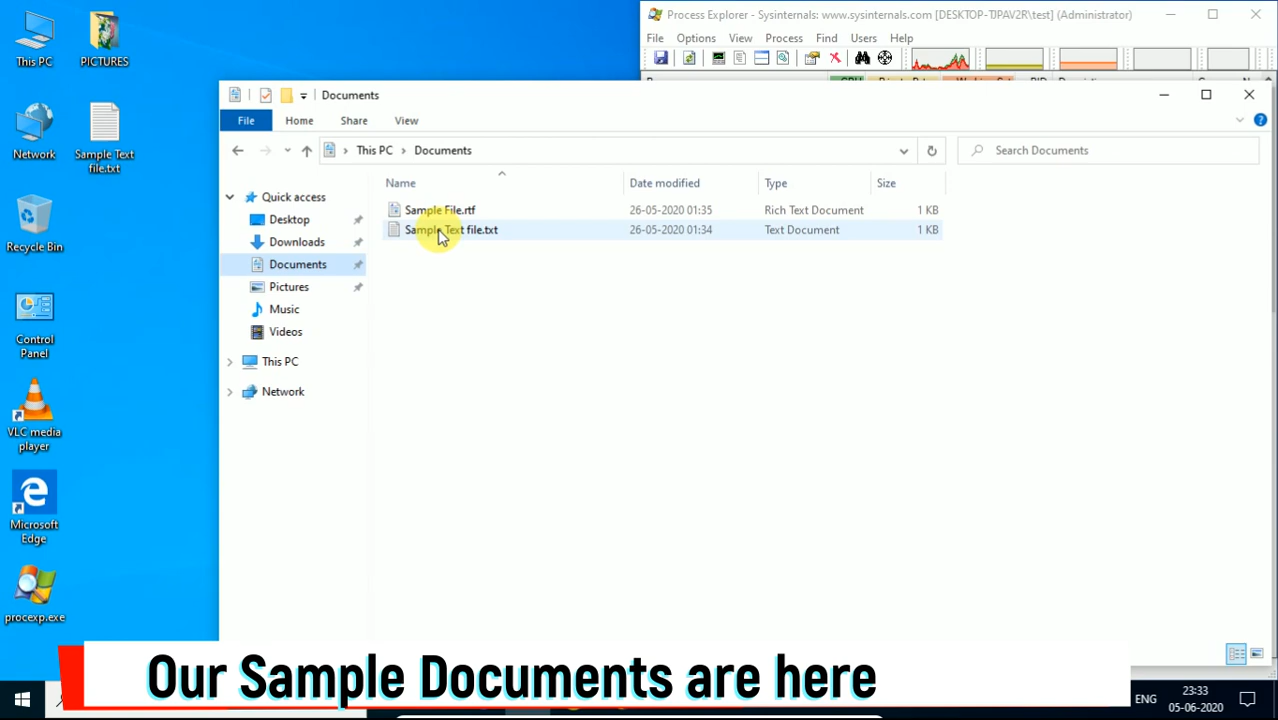 This PC
PICTURES
Network
Sample Text
file.txt
Recycle Bin
Control
Panel
VLC media
player
Microsoft
Edge
procexp.exe
Process Explorer - Sysinternals: www.sysinternals.com [DESKTOP-TJPAV2R\test] (Administrator)
File Options View Process Find Users Help
Documents
File Home Share View
This PC > Documents
Search Documents
Name Date modified Type Size
Sample File.rtf 26-05-2020 01:35 Rich Text Document 1 KB
Sample Text file.txt 26-05-2020 01:34 Text Document 1 KB
Quick access
Desktop
Downloads
Documents
Pictures
Music
Videos
This PC
Network
Our Sample Documents are here
ENG
23:33
05-06-2020